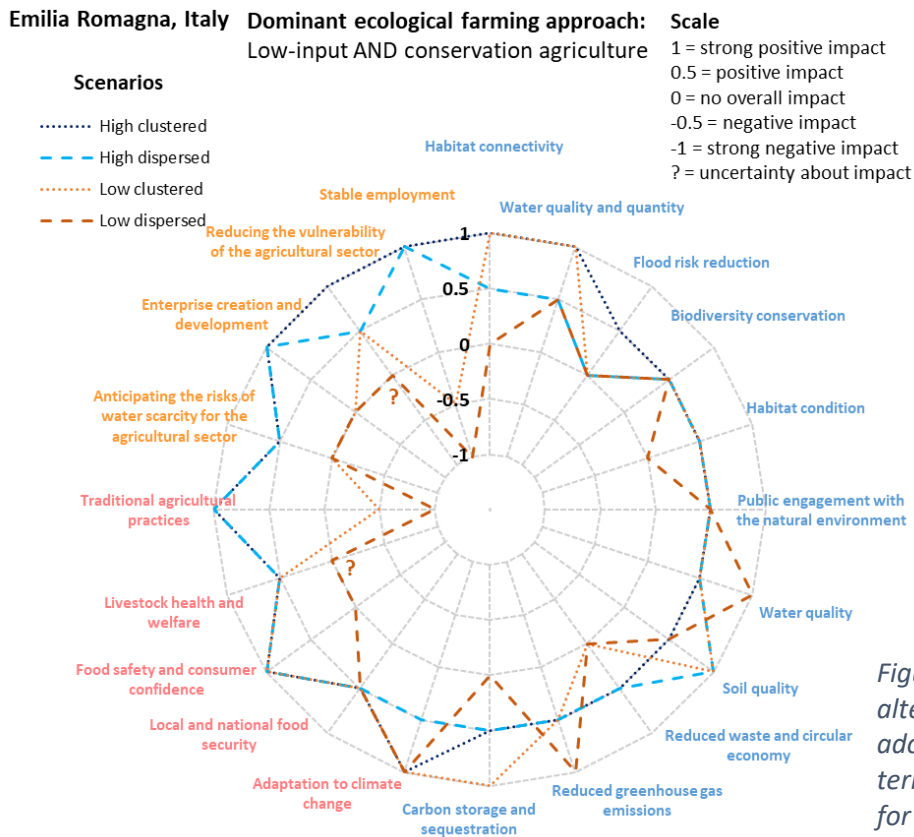 Emilia Romagna, Italy
Dominant ecological farming approach:
Low-input AND conservation agriculture
Scale
1 = strong positive impact
0.5 = positive impact
0 = no overall impact
-0.5 = negative impact
-1 = strong negative impact
? = uncertainty about impact
Scenarios
High clustered
High dispersed
Low clustered
Low dispersed
Habitat connectivity
Water quality and quantity
Flood risk reduction
Biodiversity conservation
Habitat condition
Public engagement with
the natural environment
Water quality
Soil quality
Reduced waste and circular
economy
Reduced greenhouse gas
emissions
Carbon storage and
sequestration
Adaptation to climate
change
Local and national food
security
Food safety and consumer
confidence
Livestock health and
welfare
Traditional agricultural
practices
Anticipating the risks of
water scarcity for the
agricultural sector
Enterprise creation and
development
Reducing the vulnerability
of the agricultural sector
Stable employment
1
0.5
0
-0.5
-1
?
?
Figu
alte
add
tern
for